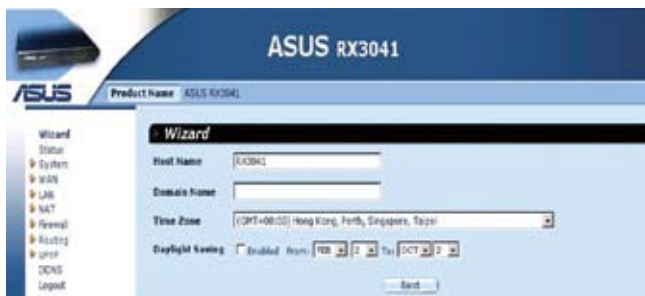 ASUS RX3041
ASUS
Product Name ASUS RX3041
Wizard
Status
System
WAN
LAN
NAT
Firewall
Routing
UPnP
DDNS
Logout
Wizard
Host Name RX3041
Domain Name
Time Zone (GMT+08:00) Hong Kong, Perth, Singapore, Taipei
Daylight Saving Enabled From: FEB 2 To: OCT 2
Next